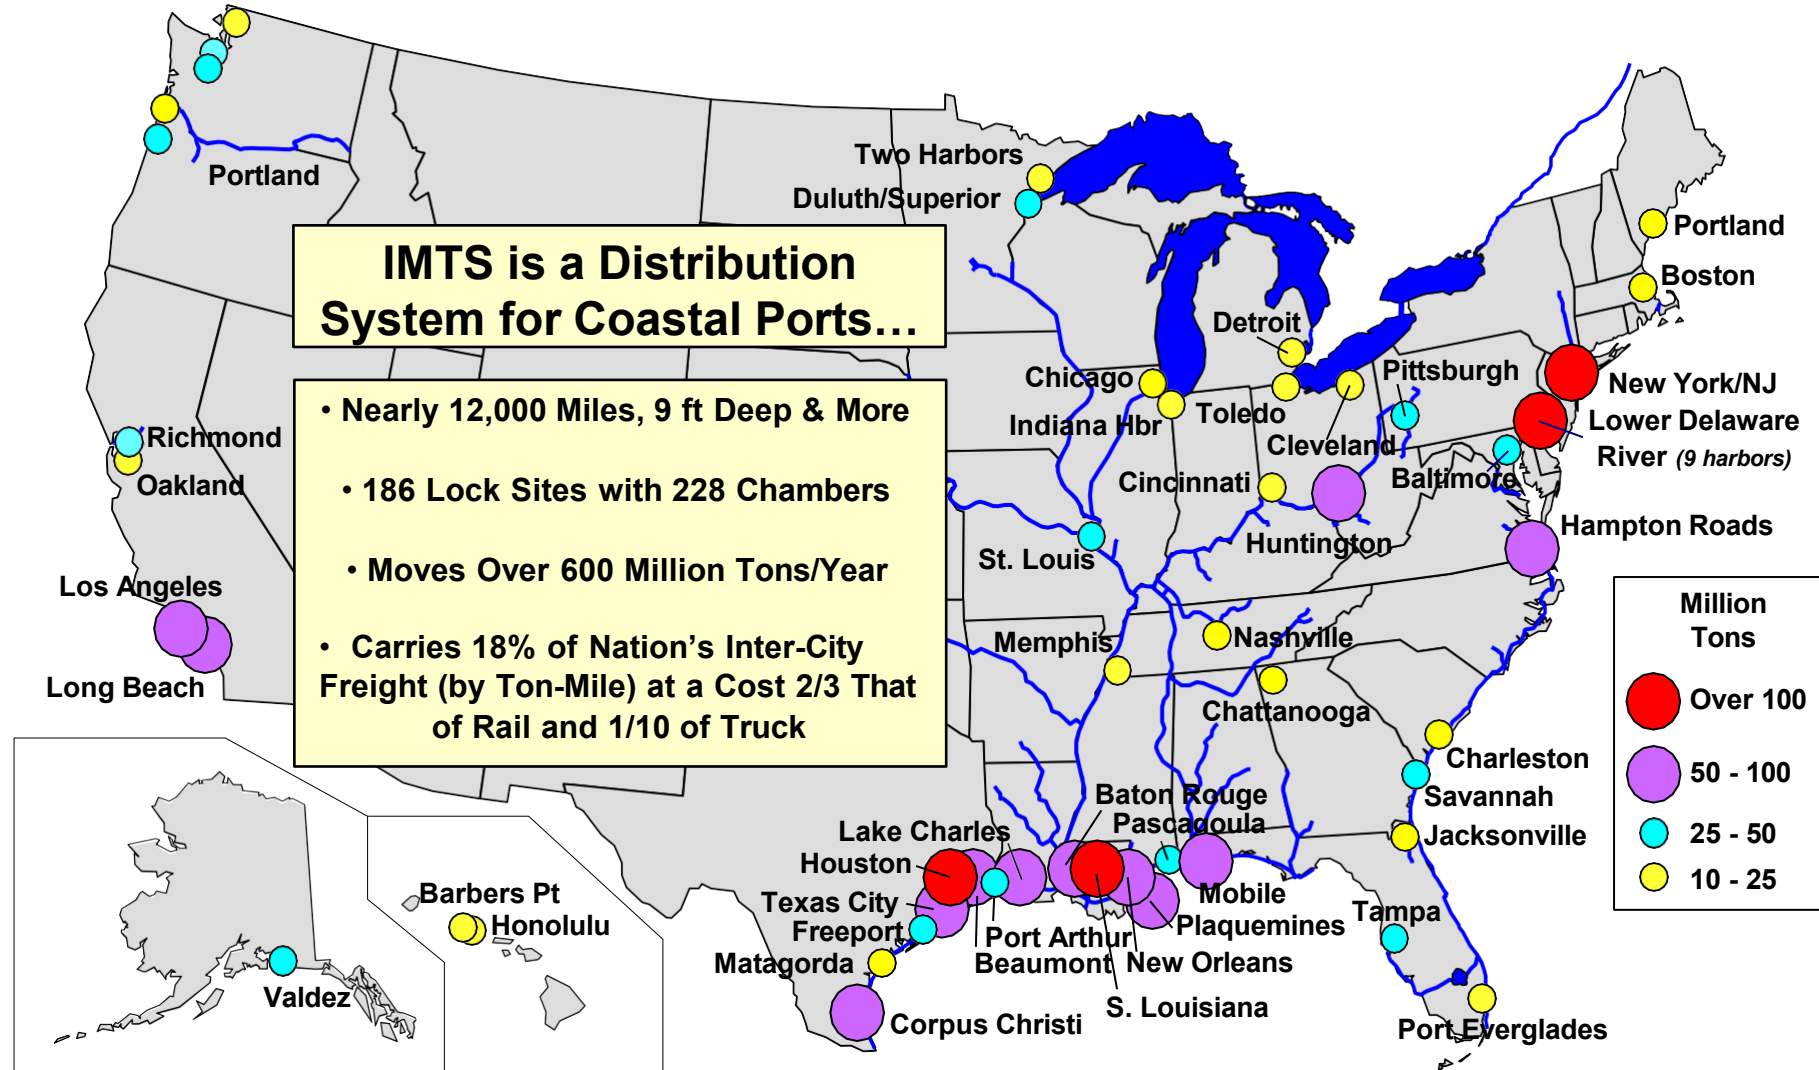 Two Harbors
Duluth/Superior
Portland
Portland
Boston
IMTS is a Distribution
System for Coastal Ports…
Detroit
Chicago
Pittsburgh
Toledo
Indiana Hbr
Cleveland
New York/NJ
Lower Delaware
River (9 harbors)
• Nearly 12,000 Miles, 9 ft Deep & More
• 186 Lock Sites with 228 Chambers
• Moves Over 600 Million Tons/Year
• Carries 18% of Nation's Inter-City
Freight (by Ton-Mile) at a Cost 2/3 That
of Rail and 1/10 of Truck
Richmond
Oakland
Cincinnati
Baltimore
Hampton Roads
Huntington
St. Louis
Los Angeles
Long Beach
Memphis
Nashville
Chattanooga
Million
Tons
Over 100
50 - 100
25 - 50
10 - 25
Charleston
Savannah
Jacksonville
Baton Rouge
Pascagoula
Lake Charles
Houston
Texas City
Freeport
Matagorda
Corpus Christi
Port Arthur
Beaumont
New Orleans
S. Louisiana
Mobile
Plaquemines
Tampa
Port Everglades
Barbers Pt
Honolulu
Valdez